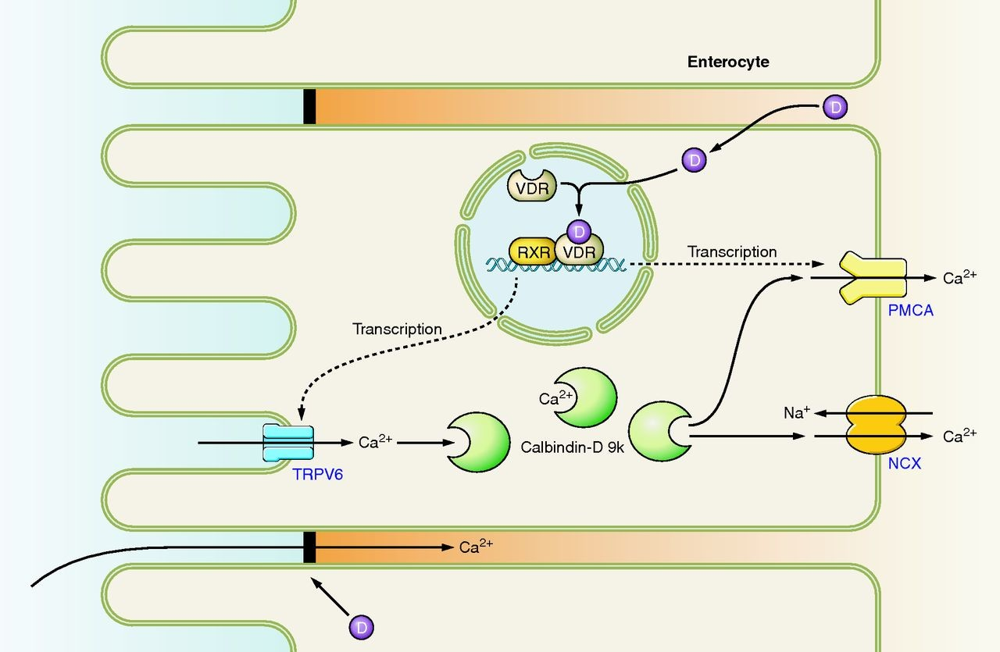 Enterocyte
D
D
VDR
D
RXR
VDR
Transcription
Ca²⁺
PMCA
Transcription
Ca²⁺
Na⁺
Ca²⁺
Ca²⁺
Calbindin-D 9k
NCX
TRPV6
Ca²⁺
D